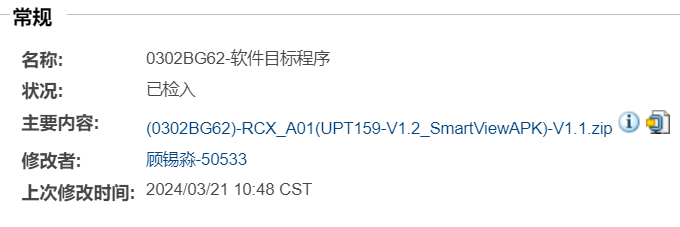 常规
名称: 0302BG62-软件目标程序
状况: 已检入
主要内容: (0302BG62)-RCX_A01(UPT159-V1.2_SmartViewAPK)-V1.1.zip
修改者: 顾锡淼-50533
上次修改时间: 2024/03/21 10:48 CST